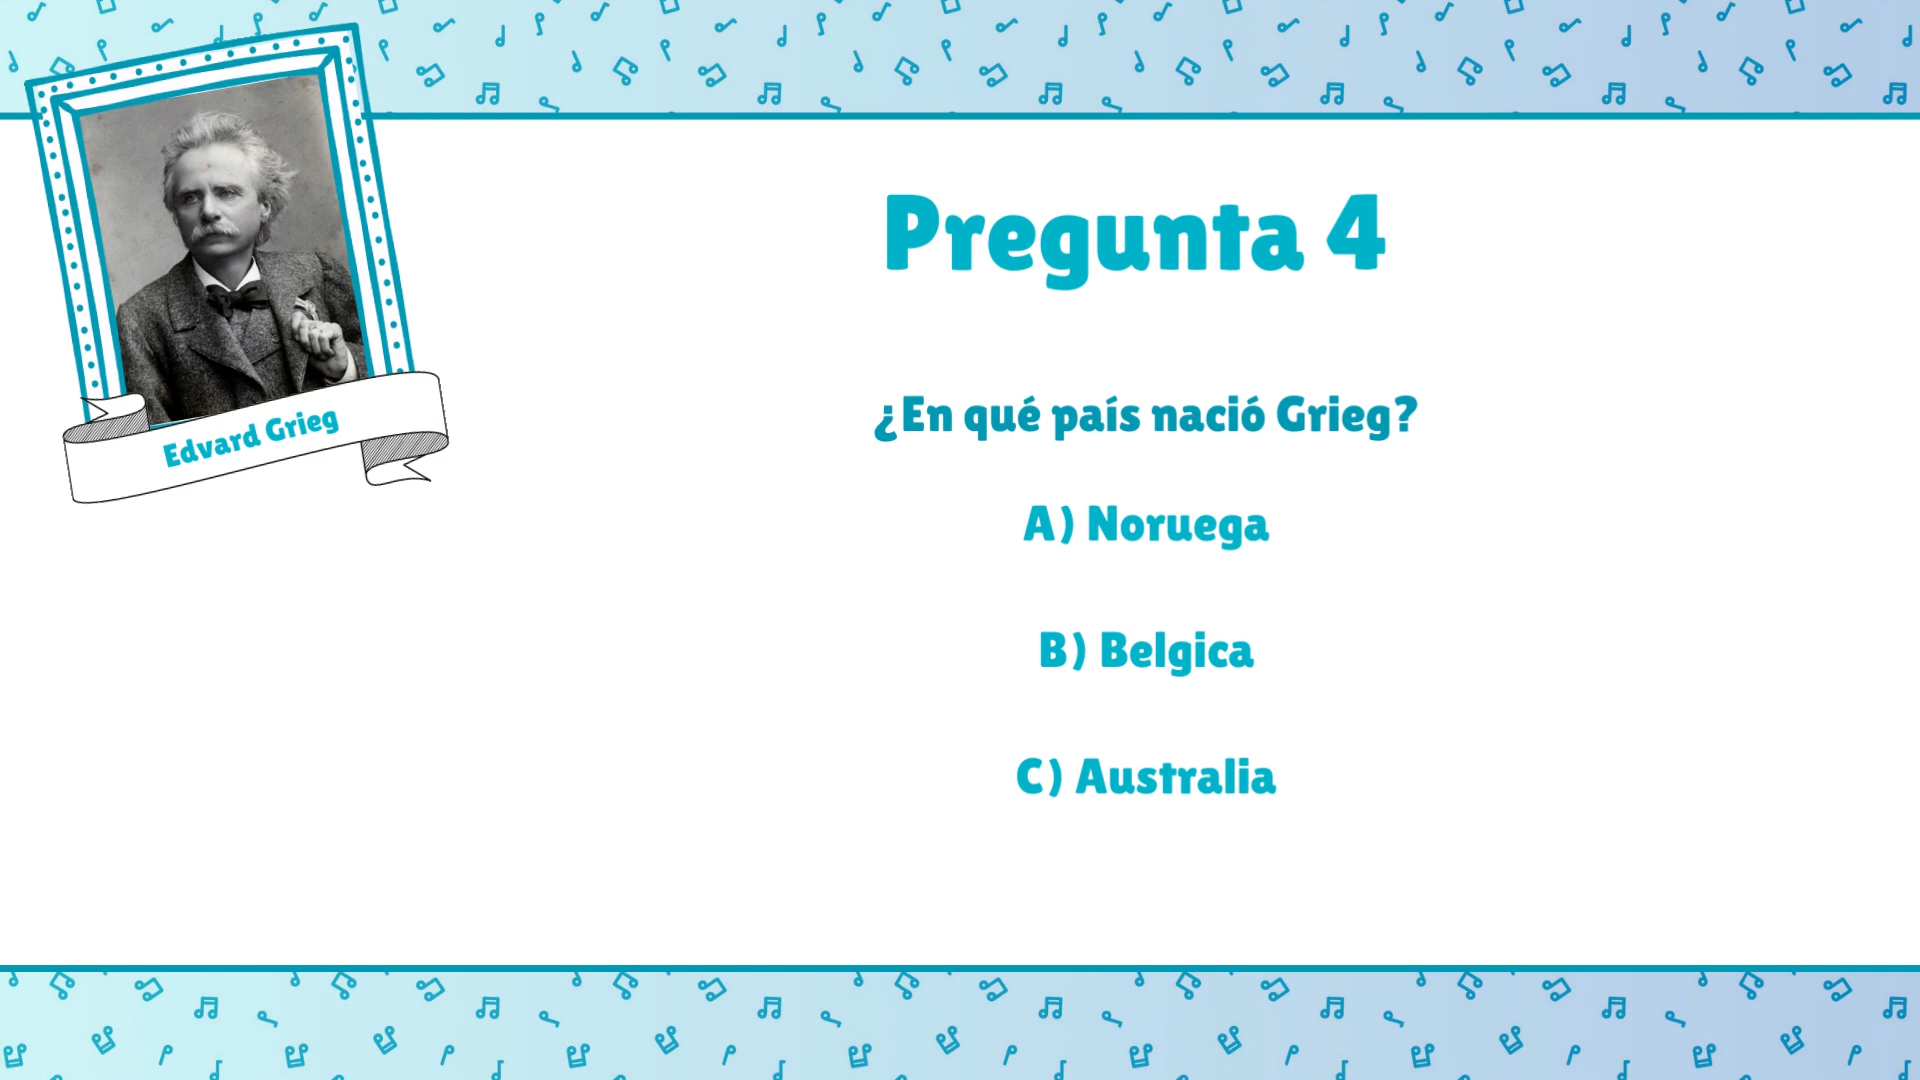 Edvard Grieg
Pregunta 4
¿En qué país nació Grieg?
A) Noruega
B) Belgica
C) Australia